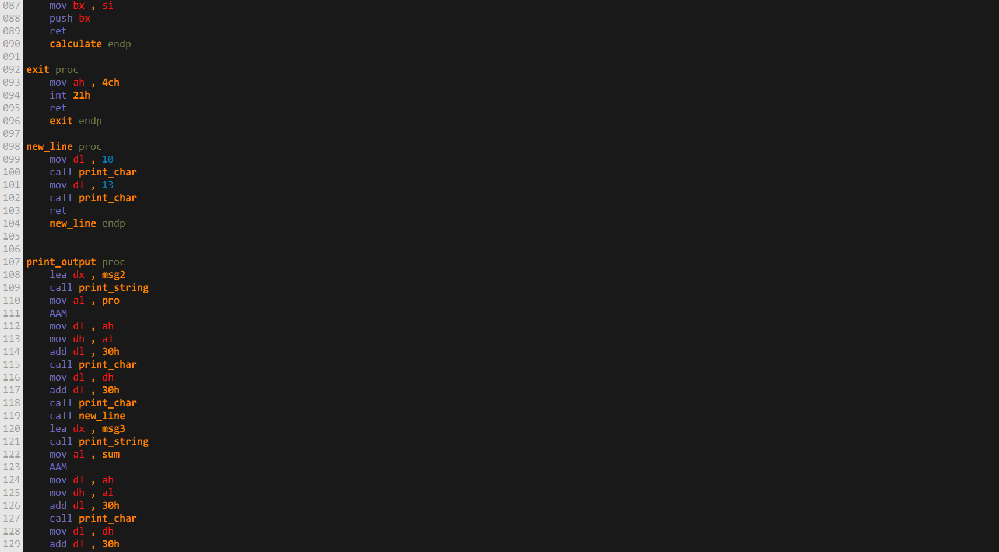 087 mov bx , si
088 push bx
089 ret
090 calculate endp
091
092 exit proc
093 mov ah , 4ch
094 int 21h
095 ret
096 exit endp
097
098 new_line proc
099 mov dl , 10
100 call print_char
101 mov dl , 13
102 call print_char
103 ret
104 new_line endp
105
106
107 print_output proc
108 lea dx , msg2
109 call print_string
110 mov al , pro
111 AAM
112 mov dl , ah
113 mov dh , al
114 add dl , 30h
115 call print_char
116 mov dl , dh
117 add dl , 30h
118 call print_char
119 call new_line
120 lea dx , msg3
121 call print_string
122 mov al , sum
123 AAM
124 mov dl , ah
125 mov dh , al
126 add dl , 30h
127 call print_char
128 mov dl , dh
129 add dl , 30h